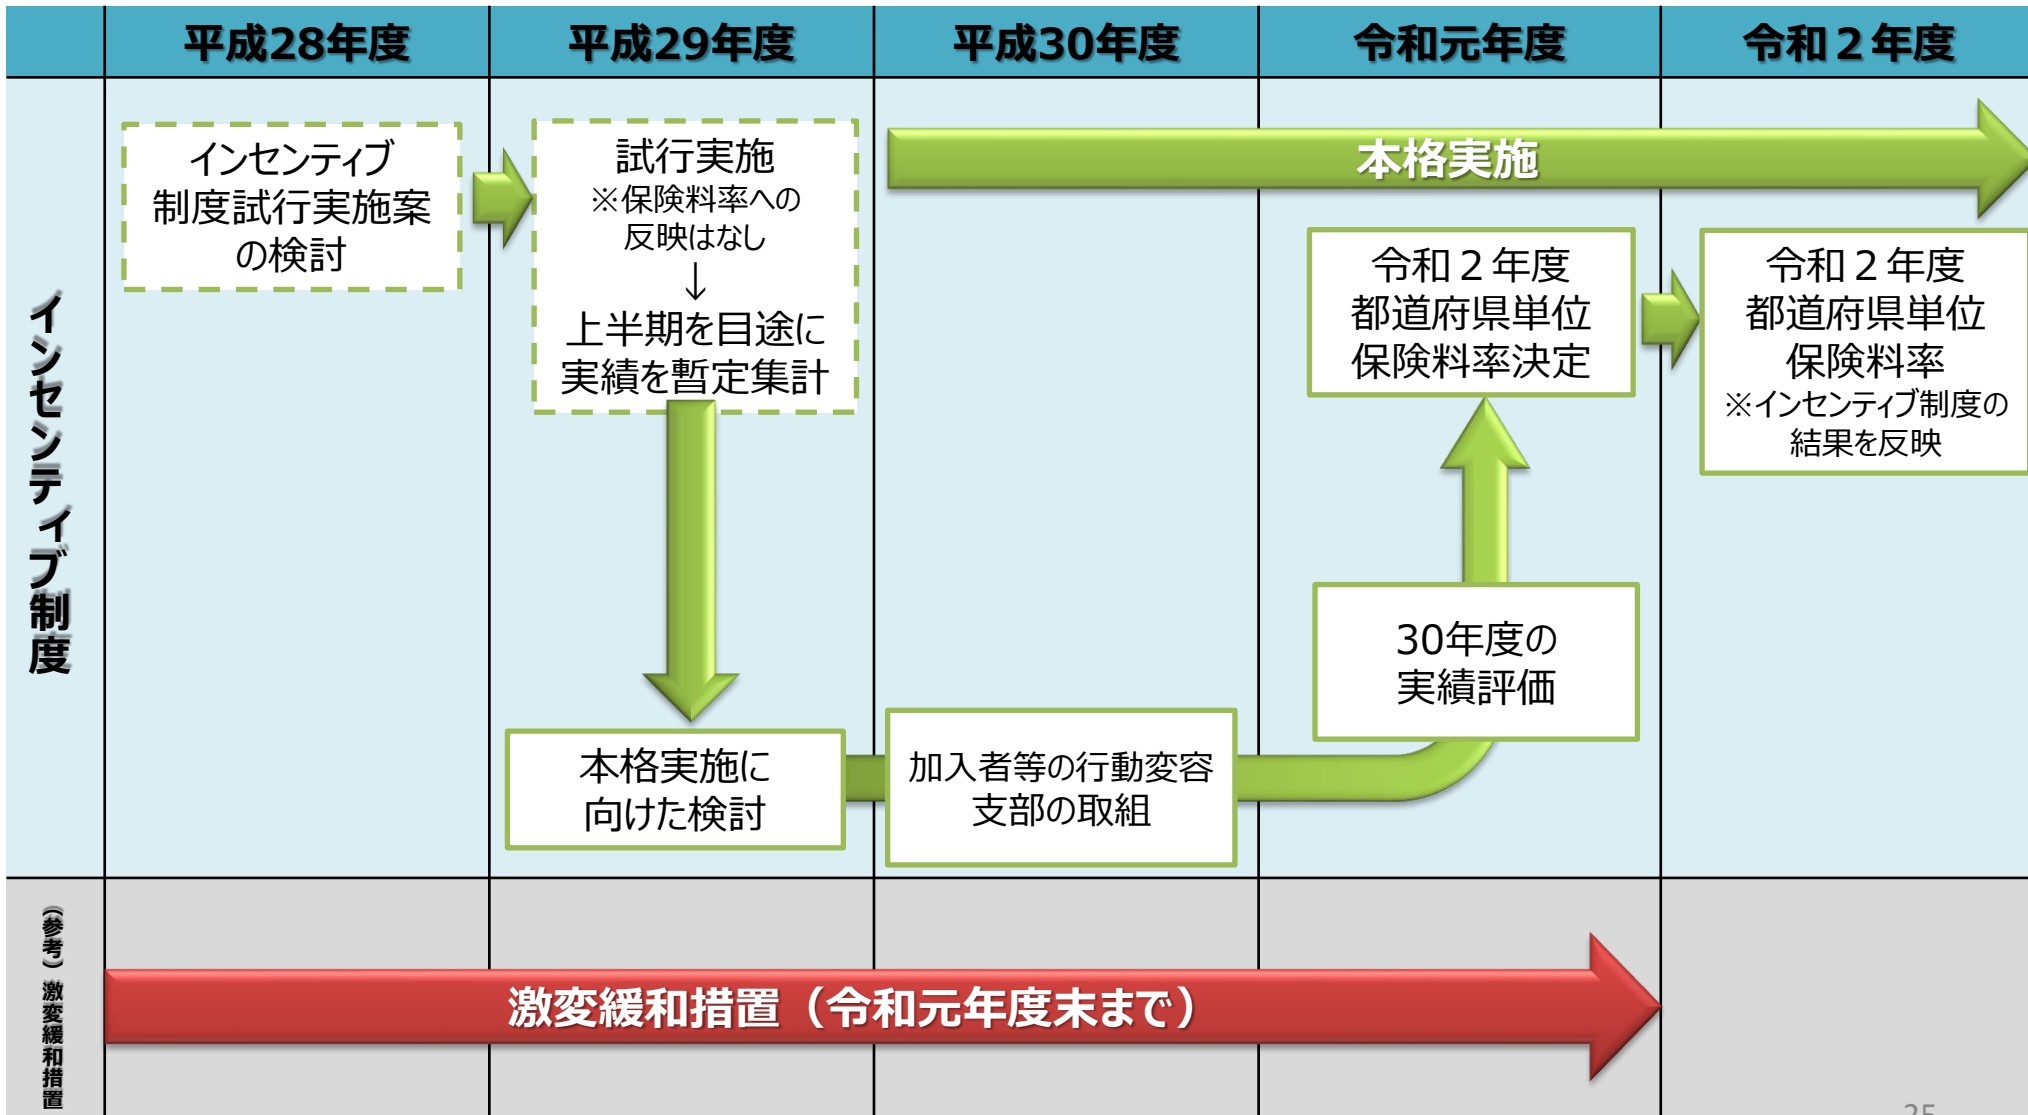 平成28年度
平成29年度
平成30年度
令和元年度
令和２年度
インセンティブ制度
インセンティブ
制度試行実施案
の検討
試行実施
※保険料率への
反映はなし
↓
上半期を目途に
実績を暫定集計
本格実施に
向けた検討
本格実施
加入者等の行動変容
支部の取組
令和２年度
都道府県単位
保険料率決定
30年度の
実績評価
令和２年度
都道府県単位
保険料率
※インセンティブ制度の
結果を反映
（参考）激変緩和措置
激変緩和措置（令和元年度末まで）
25